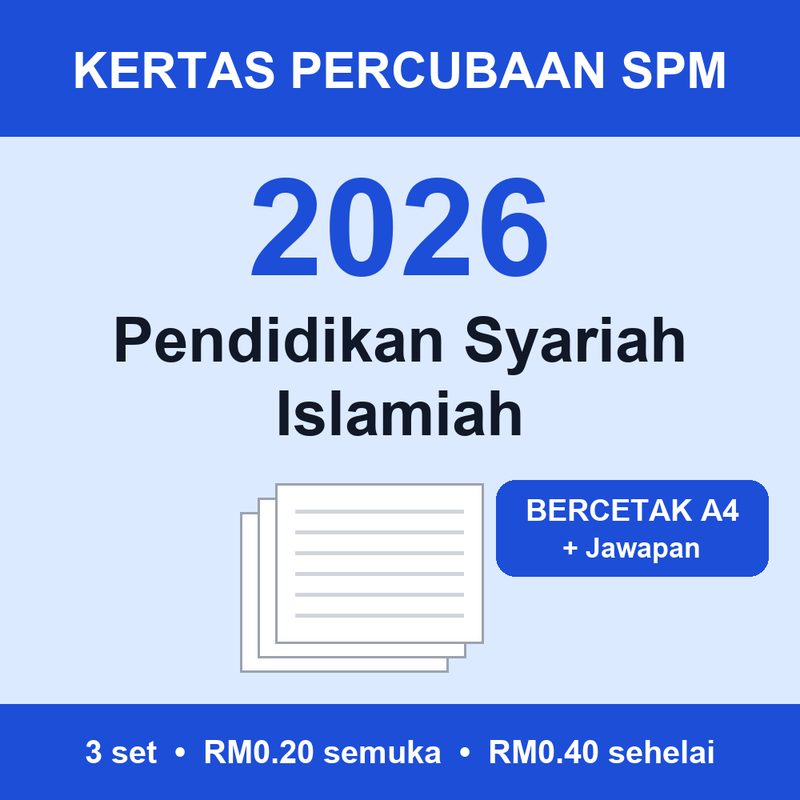 KERTAS PERCUBAAN SPM
2026
Pendidikan Syariah
Islamiah
BERCETAK A4
+ Jawapan
3 set • RM0.20 semuka • RM0.40 sehelai